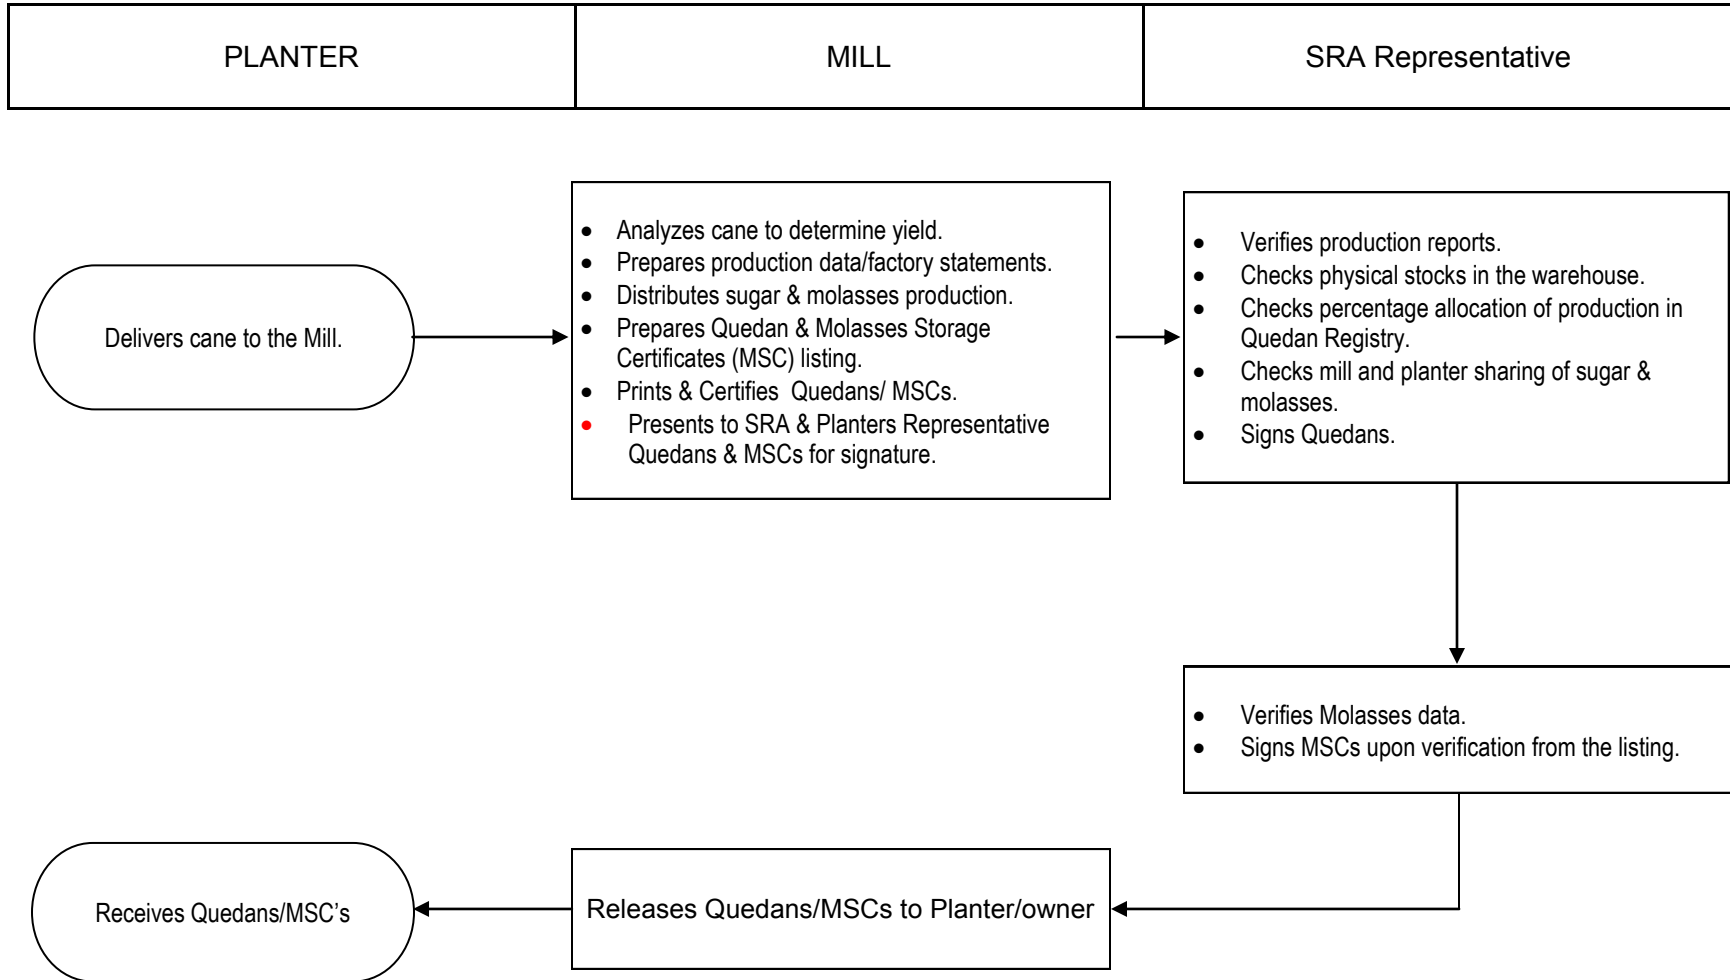 PLANTER
MILL
SRA Representative
Delivers cane to the Mill.
• Analyzes cane to determine yield.
• Prepares production data/factory statements.
• Distributes sugar & molasses production.
• Prepares Quedan & Molasses Storage
Certificates (MSC) listing.
• Prints & Certifies Quedans/ MSCs.
• Presents to SRA & Planters Representative
Quedans & MSCs for signature.
• Verifies production reports.
• Checks physical stocks in the warehouse.
• Checks percentage allocation of production in
Quedan Registry.
• Checks mill and planter sharing of sugar &
molasses.
• Signs Quedans.
• Verifies Molasses data.
• Signs MSCs upon verification from the listing.
Releases Quedans/MSCs to Planter/owner
Receives Quedans/MSC’s